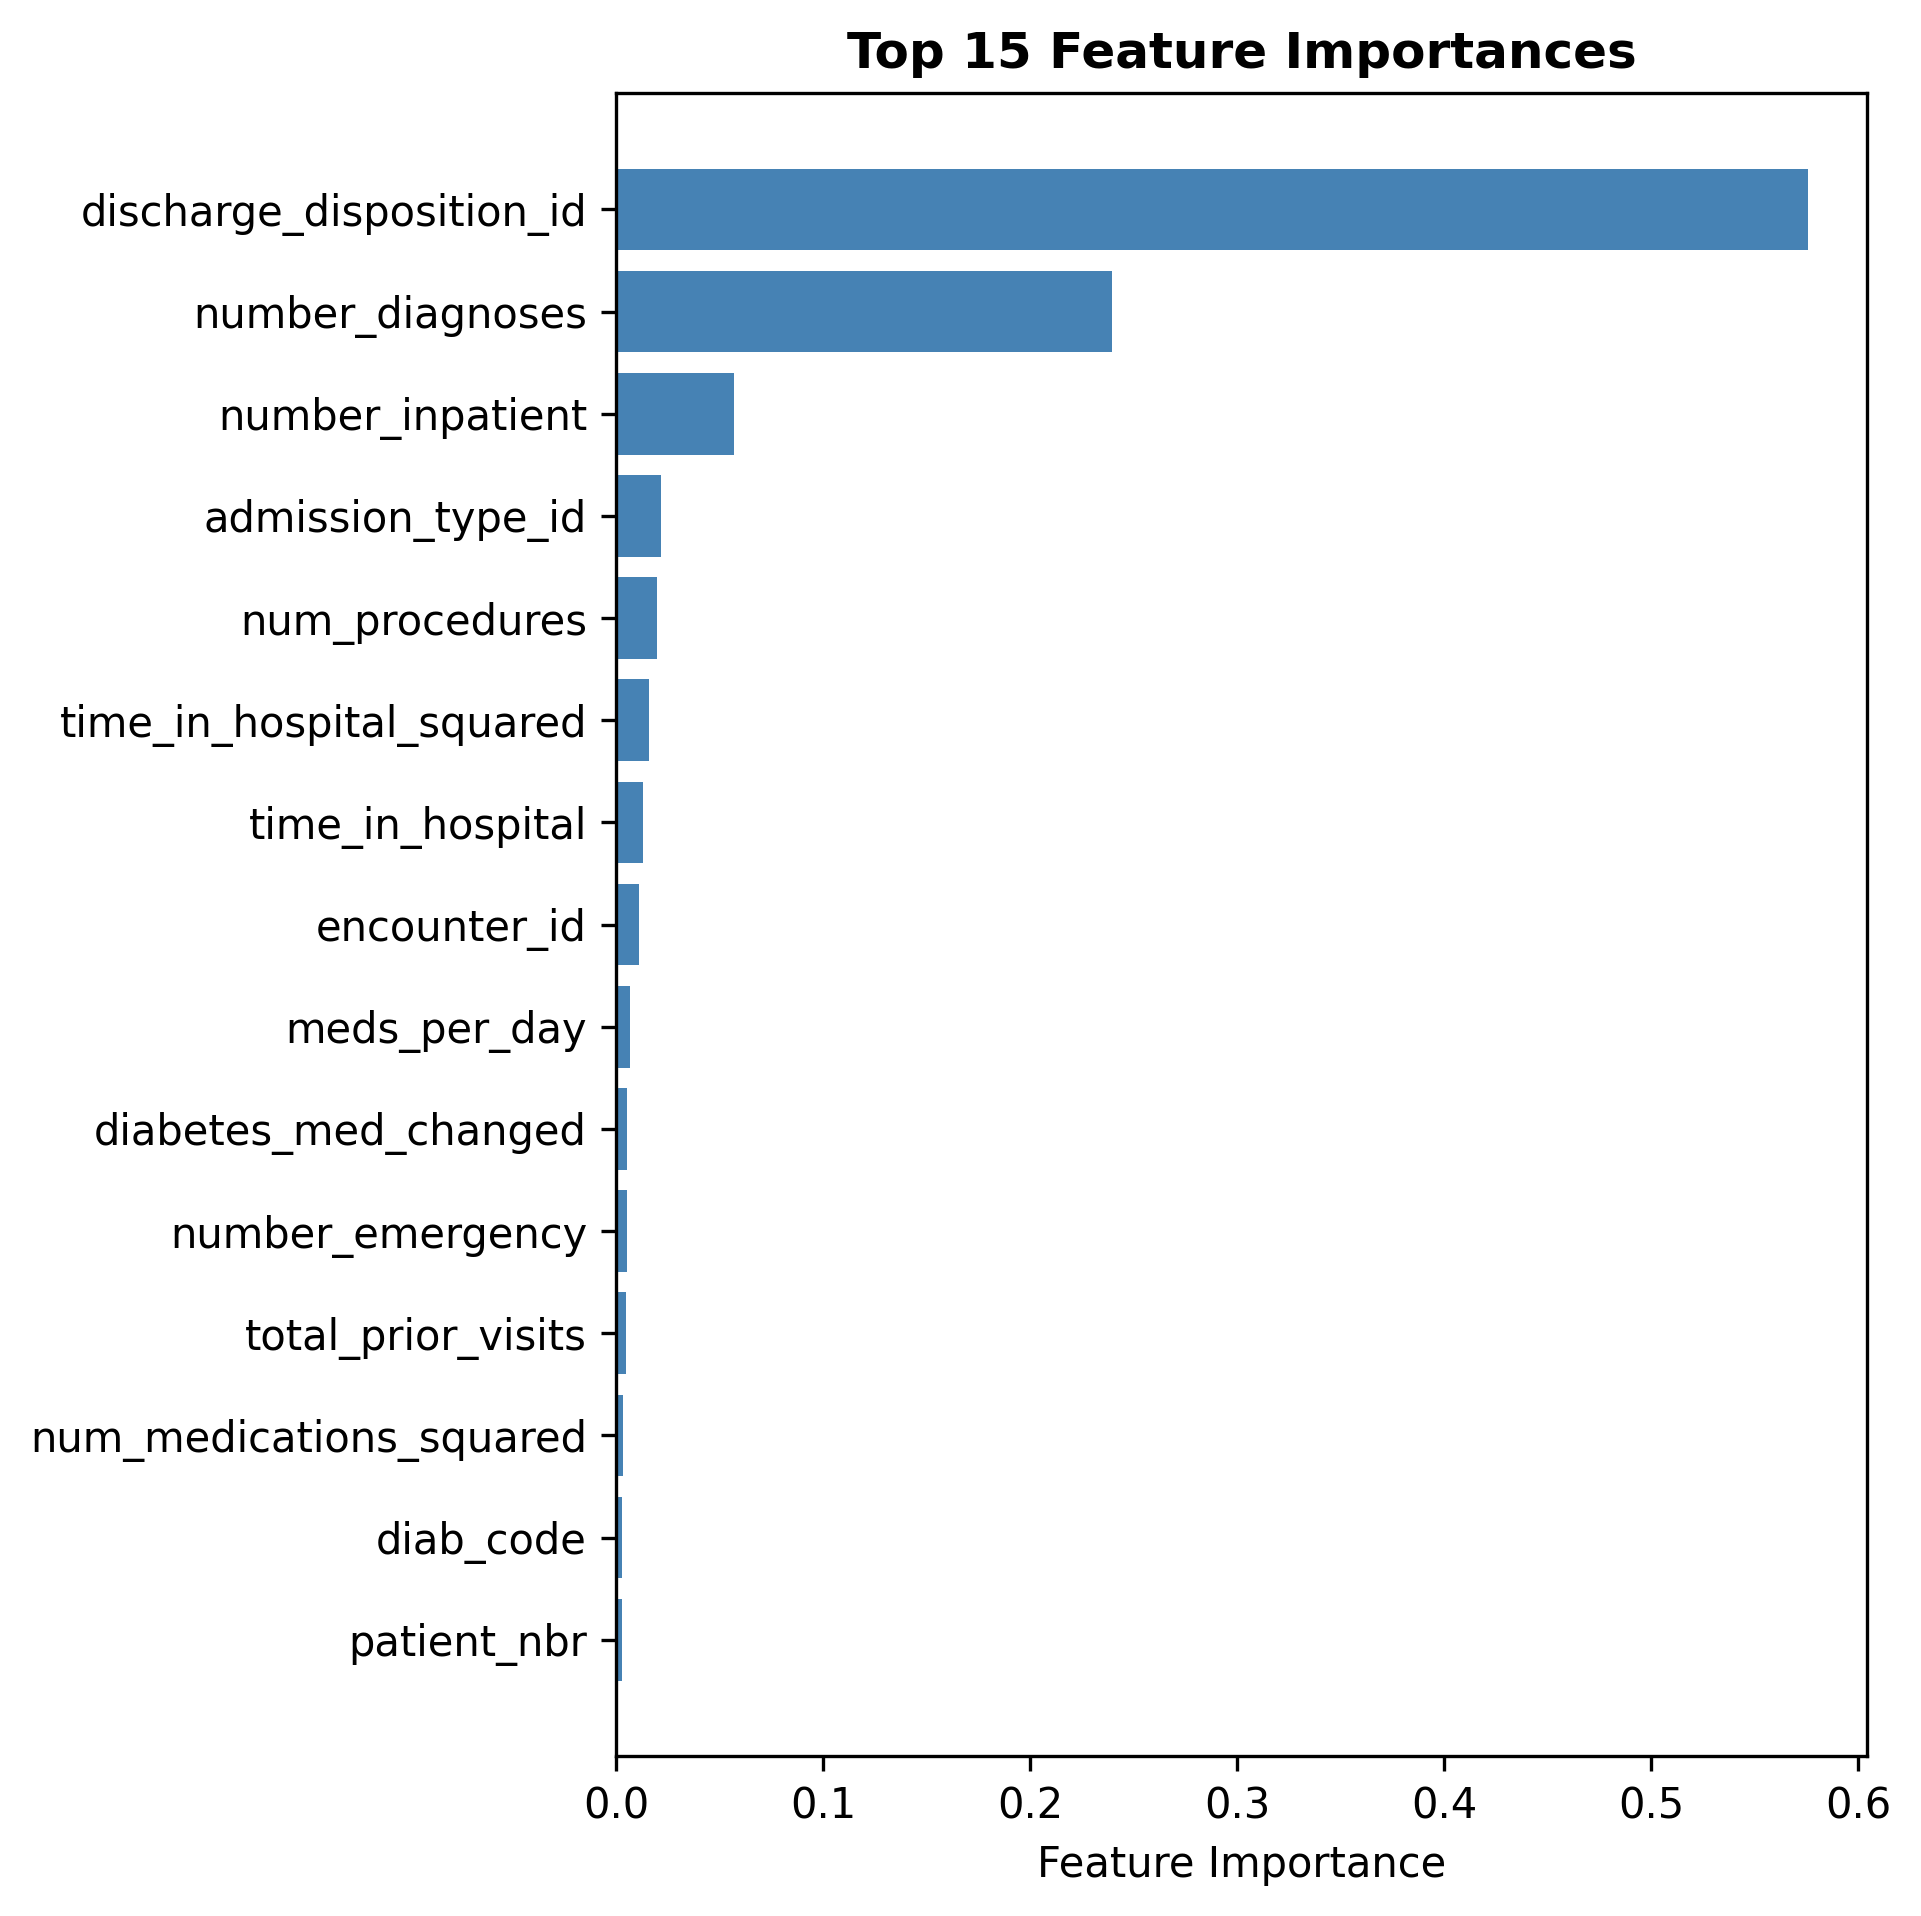 Top 15 Feature Importances
discharge_disposition_id
number_diagnoses
number_inpatient
admission_type_id
num_procedures
time_in_hospital_squared
time_in_hospital
encounter_id
meds_per_day
diabetes_med_changed
number_emergency
total_prior_visits
num_medications_squared
diab_code
patient_nbr
0.0 0.1 0.2 0.3 0.4 0.5 0.6
Feature Importance